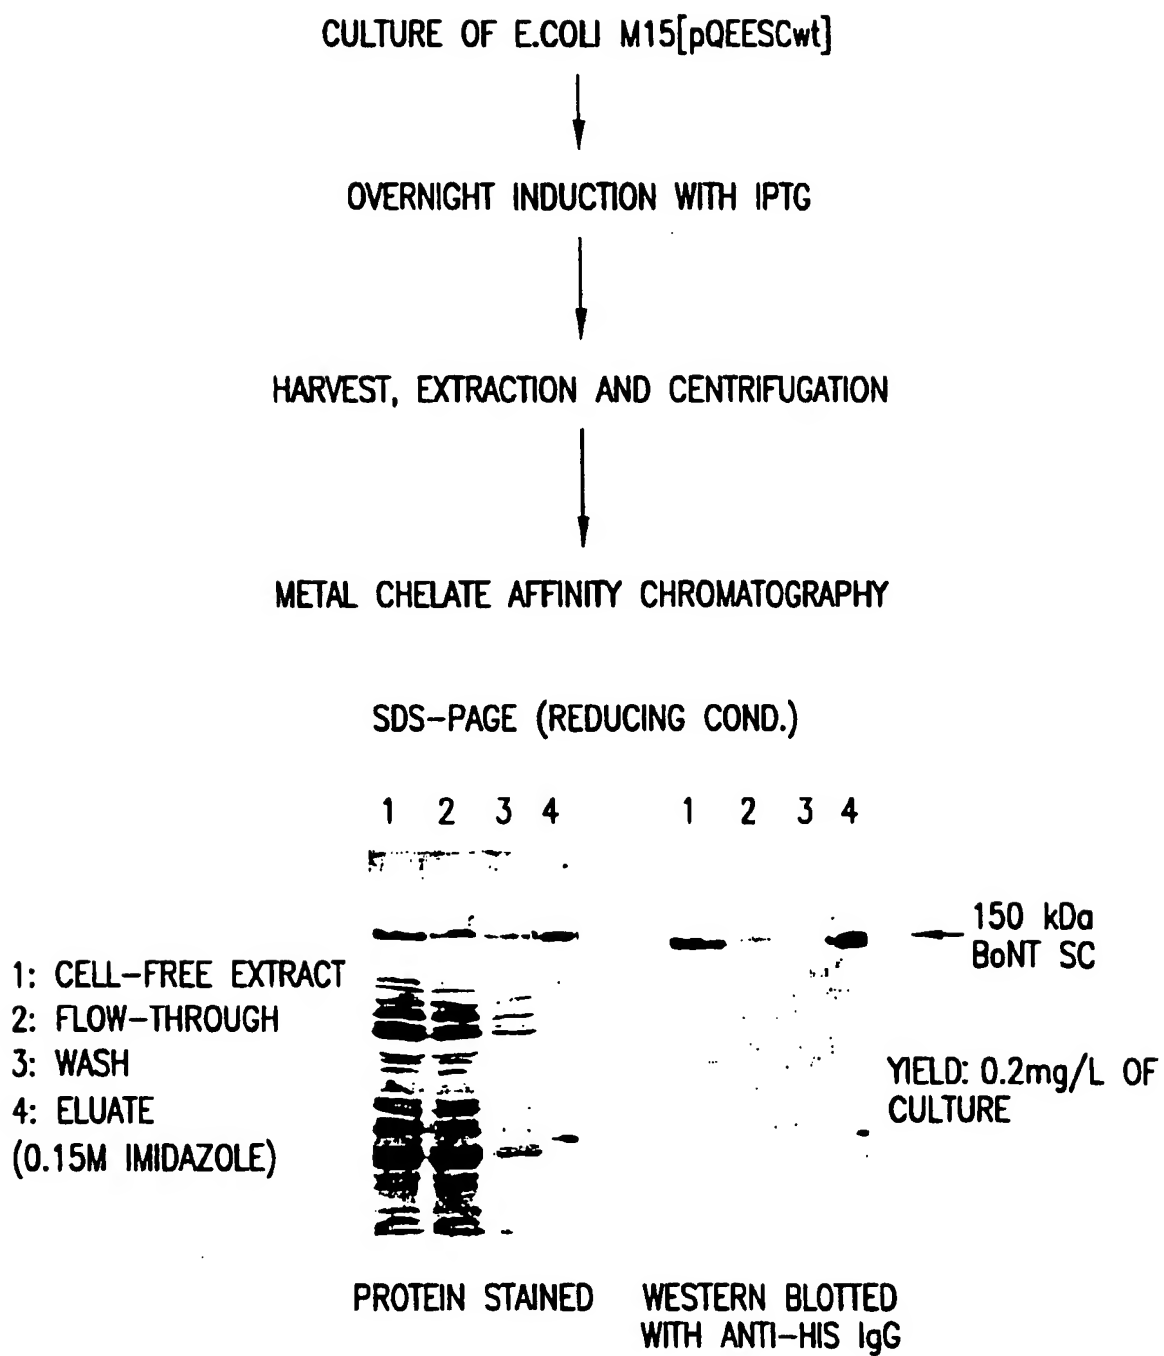 CULTURE OF E.COLI M15[pQEESCwt]
OVERNIGHT INDUCTION WITH IPTG
HARVEST, EXTRACTION AND CENTRIFUGATION
METAL CHELATE AFFINITY CHROMATOGRAPHY
SDS-PAGE (REDUCING COND.)
1 2 3 4 1 2 3 4
150 kDa
BoNT SC
1: CELL-FREE EXTRACT
2: FLOW-THROUGH
3: WASH
4: ELUATE
(0.15M IMIDAZOLE)
YIELD: 0.2mg/L OF
CULTURE
PROTEIN STAINED
WESTERN BLOTTED
WITH ANTI-HIS IgG